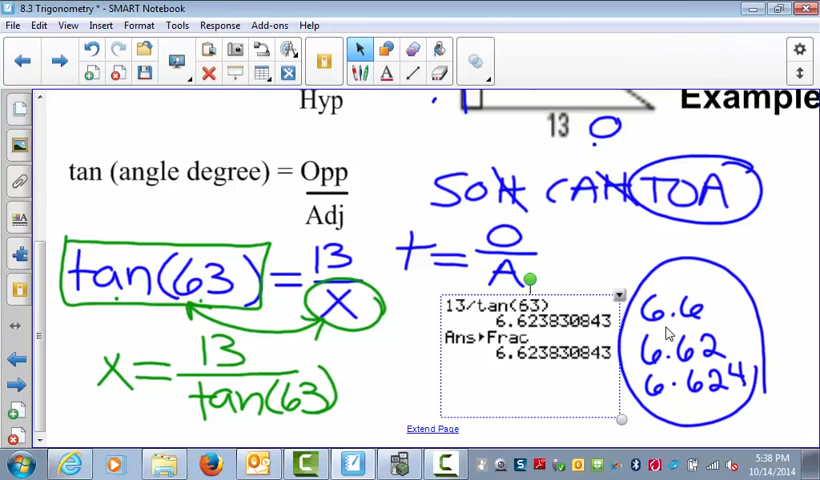 8.3 Trigonometry * - SMART Notebook
File Edit View Insert Format Tools Add-ons Help
Hyp
13
O
Example
tan (angle degree) = Opp
Adj
SOH CAH TOA
tan(63) = 13
X
t = O
A
x = 13
tan(63)
13/tan(63)
6.623830843
Ans▸Frac
6.623830843
6.6
6.62
6.624
Extend Page
5:38 PM
10/14/2014